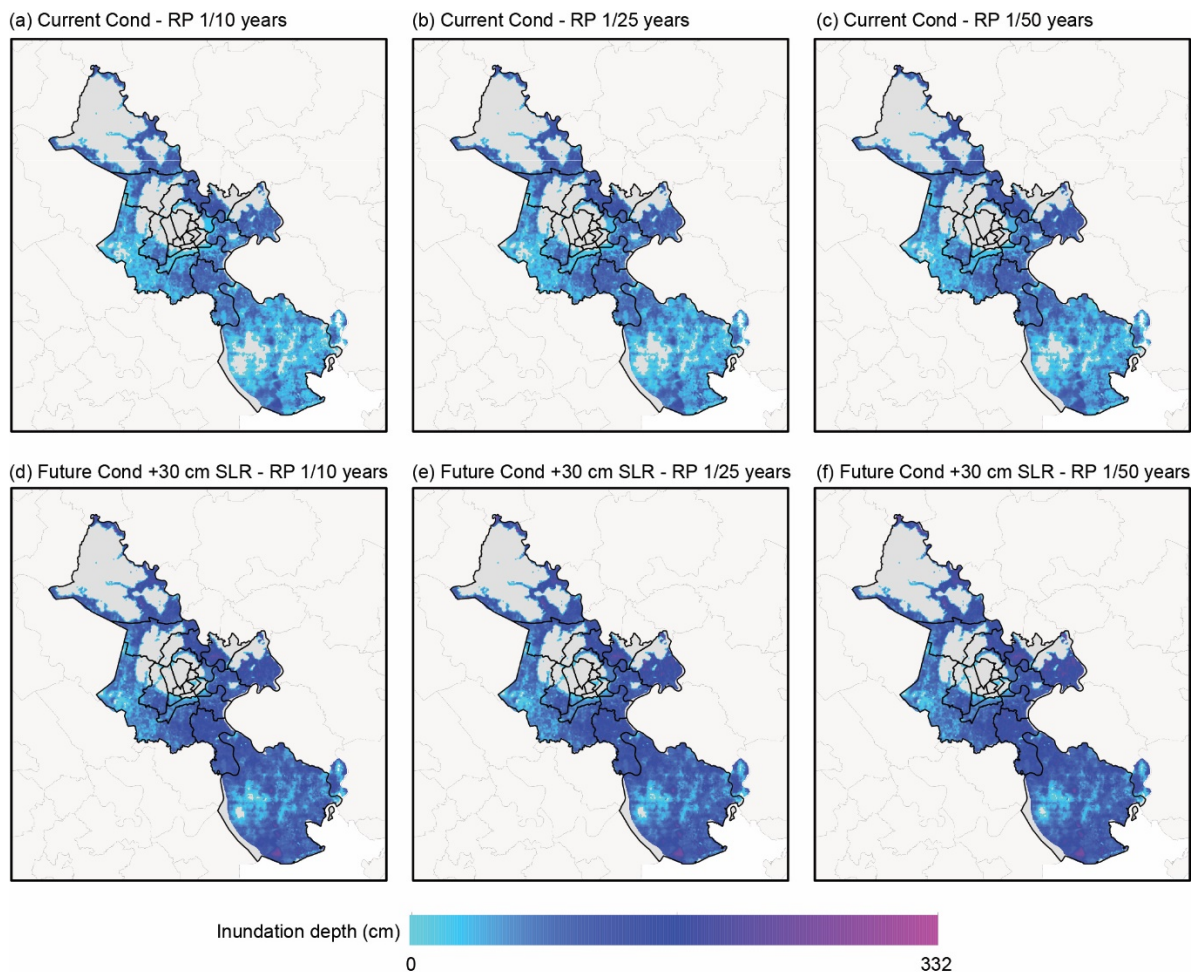 (a) Current Cond - RP 1/10 years
(b) Current Cond - RP 1/25 years
(c) Current Cond - RP 1/50 years
(d) Future Cond +30 cm SLR - RP 1/10 years
(e) Future Cond +30 cm SLR - RP 1/25 years
(f) Future Cond +30 cm SLR - RP 1/50 years
Inundation depth (cm)
0
332